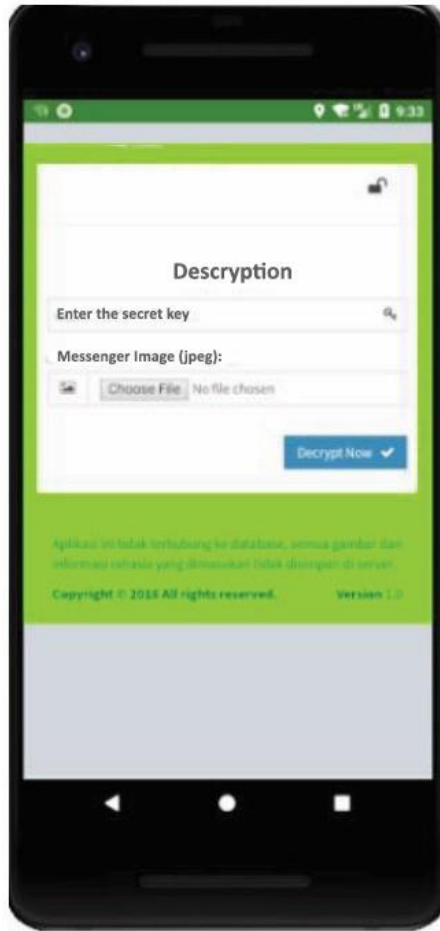 9:33
Descryption
Enter the secret key
Messenger Image (jpeg):
Choose File No file chosen
Decrypt Now
Aplikasi ini tidak terhubung ke database, semua gambar dan
informasi rahasia yang dimasukan tidak disimpan di server.
Copyright © 2018 All rights reserved. Version 1.0